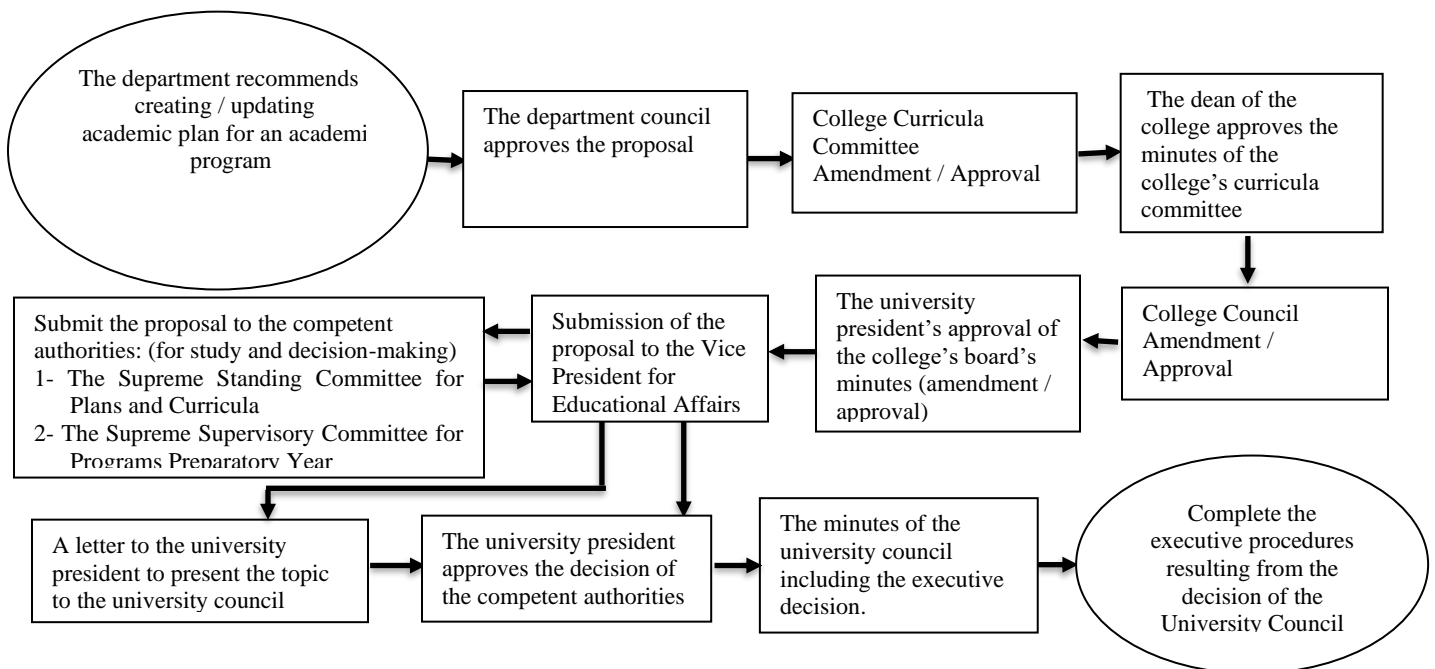 The department recommends
creating / updating
academic plan for an academi
program
The department council
approves the proposal
College Curricula
Committee
Amendment / Approval
The dean of the
college approves the
minutes of the
college’s curricula
committee
College Council
Amendment /
Approval
The university
president’s approval of
the college’s board’s
minutes (amendment /
approval)
Submission of the
proposal to the Vice
President for
Educational Affairs
Submit the proposal to the competent
authorities: (for study and decision-making)
1- The Supreme Standing Committee for
Plans and Curricula
2- The Supreme Supervisory Committee for
Programs Preparatory Year
A letter to the university
president to present the topic
to the university council
The university president
approves the decision of
the competent authorities
The minutes of the
university council
including the executive
decision.
Complete the
executive procedures
resulting from the
decision of the
University Council